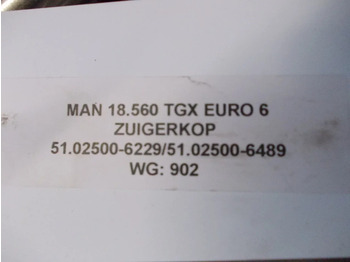 MAN 18.560 TGX EURO 6
ZUIGERKOP
51.02500-6229/51.02500-6489
WG: 902